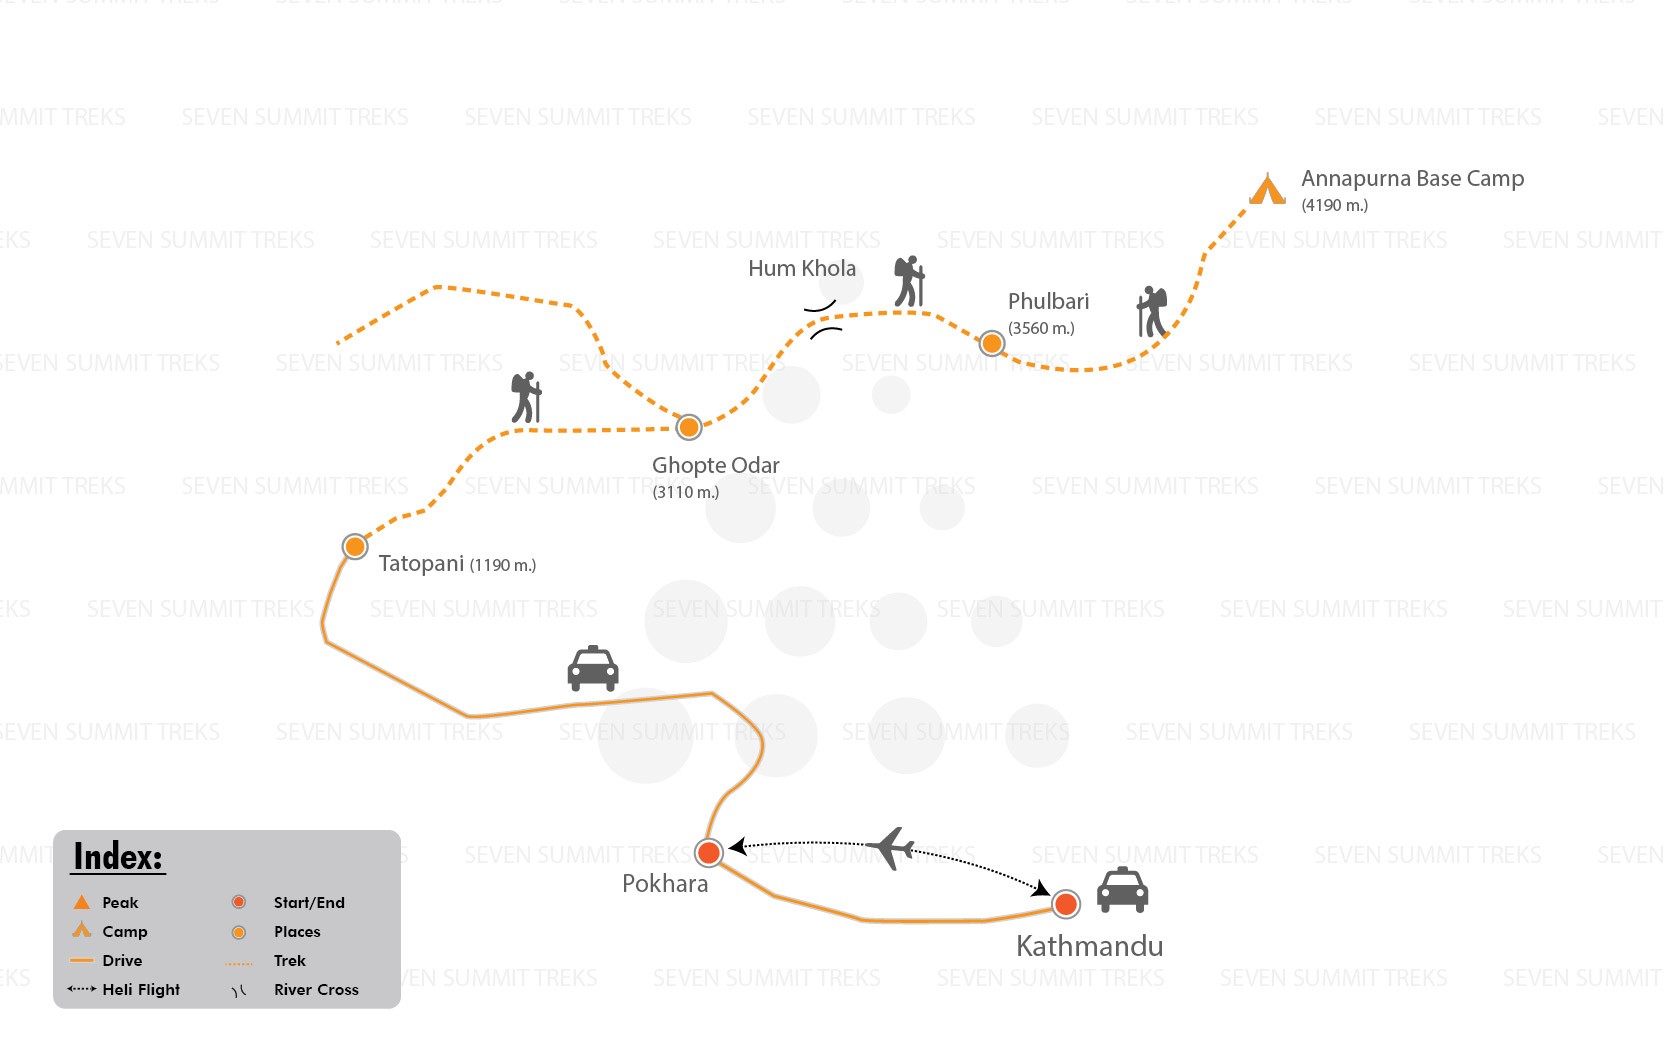 SEVEN SUMMIT TREKS
Annapurna Base Camp
(4190 m.)
Hum Khola
Phulbari
(3560 m.)
Ghopte Odar
(3110 m.)
Tatopani (1190 m.)
Pokhara
Kathmandu
Index:
Peak
Start/End
Camp
Places
Drive
Trek
Heli Flight
River Cross